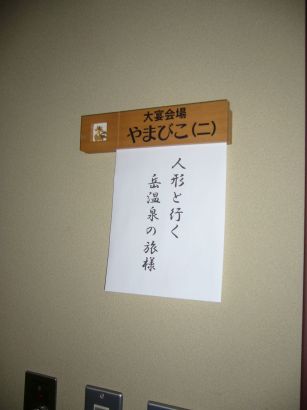 大宴会場
やまびこ(二)
人形と行く
岳温泉の旅様